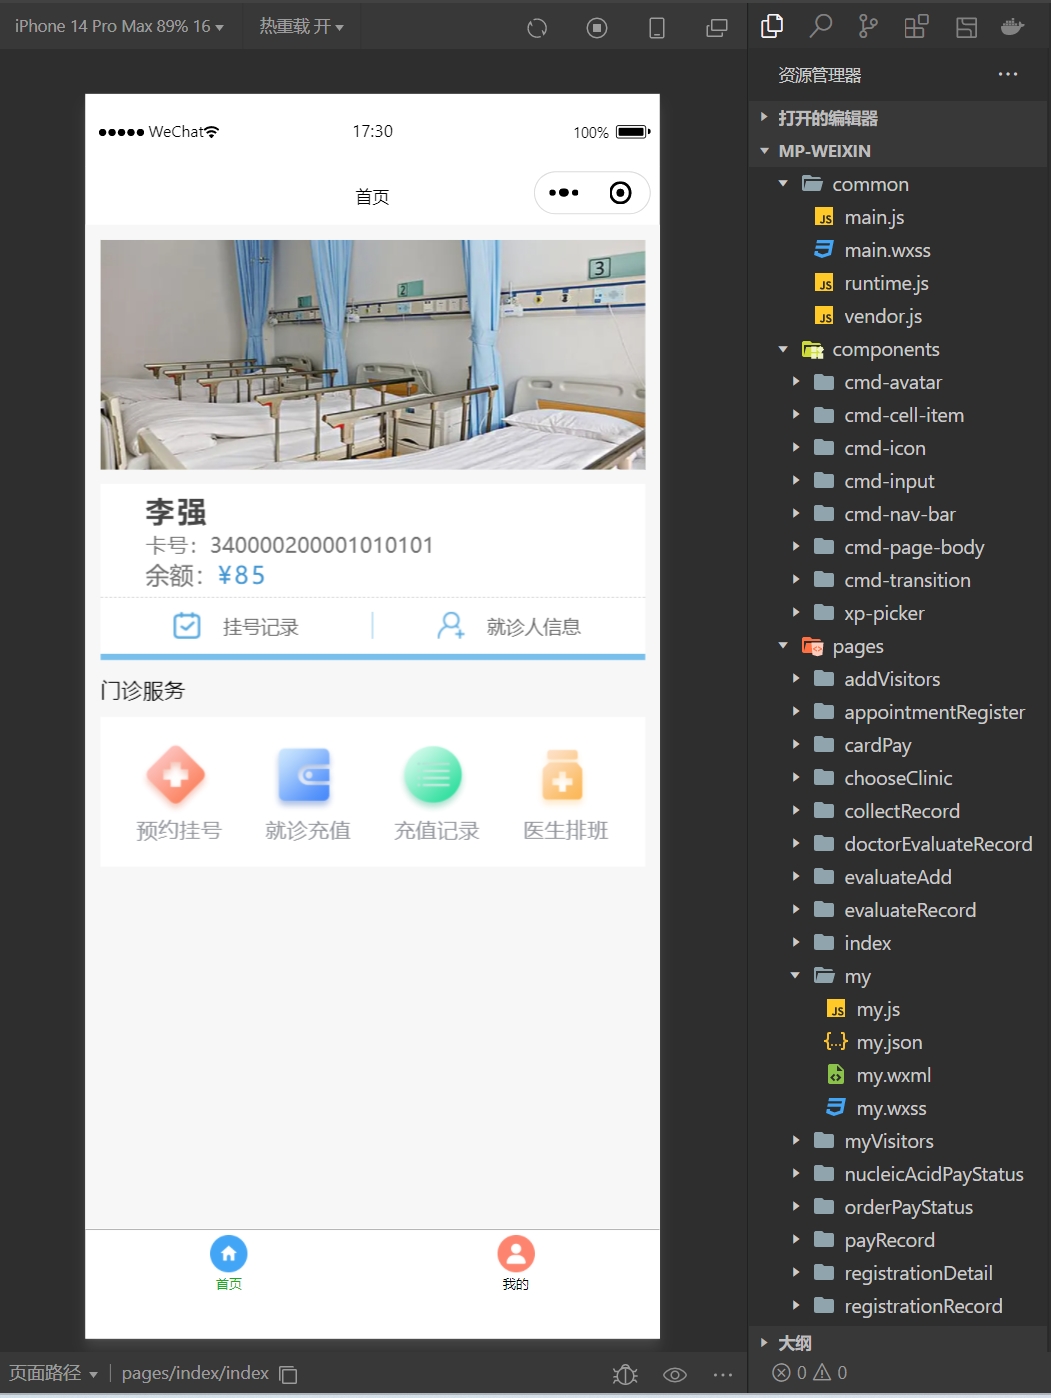 iPhone 14 Pro Max 89% 16
热重载 开
WeChat
17:30
100%
首页
2
3
李强
卡号：340000200001010101
余额：¥85
挂号记录
就诊人信息
门诊服务
预约挂号
就诊充值
充值记录
医生排班
首页
我的
页面路径
pages/index/index
资源管理器
打开的编辑器
MP-WEIXIN
common
JS main.js
main.wxss
JS runtime.js
JS vendor.js
components
cmd-avatar
cmd-cell-item
cmd-icon
cmd-input
cmd-nav-bar
cmd-page-body
cmd-transition
xp-picker
pages
addVisitors
appointmentRegister
cardPay
chooseClinic
collectRecord
doctorEvaluateRecord
evaluateAdd
evaluateRecord
index
my
JS my.js
{..} my.json
my.wxml
my.wxss
myVisitors
nucleicAcidPayStatus
orderPayStatus
payRecord
registrationDetail
registrationRecord
大纲
0
0